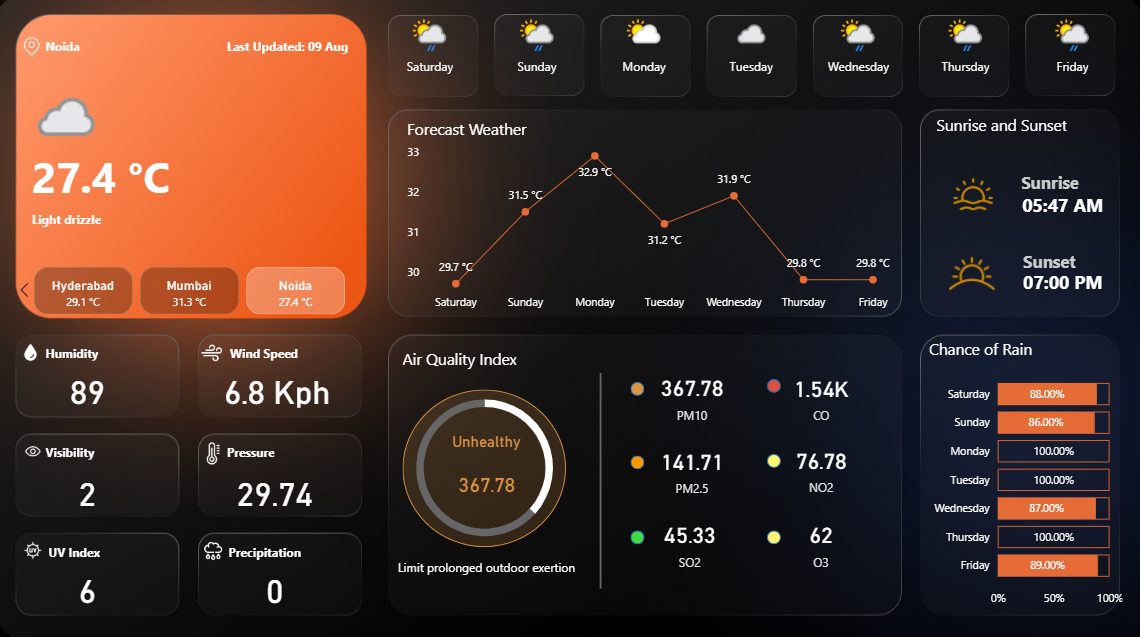 Noida
Last Updated: 09 Aug
27.4 °C
Light drizzle
Hyderabad
29.1 °C
Mumbai
31.3 °C
Noida
27.4 °C
Saturday
Sunday
Monday
Tuesday
Wednesday
Thursday
Friday
Forecast Weather
33
32
31
30
29.7 °C
31.5 °C
32.9 °C
31.2 °C
31.9 °C
29.8 °C
29.8 °C
Saturday
Sunday
Monday
Tuesday
Wednesday
Thursday
Friday
Sunrise and Sunset
Sunrise
05:47 AM
Sunset
07:00 PM
Humidity
89
Wind Speed
6.8 Kph
Visibility
2
Pressure
29.74
UV
UV Index
6
Precipitation
0
Air Quality Index
Unhealthy
367.78
Limit prolonged outdoor exertion
367.78
PM10
1.54K
CO
141.71
PM2.5
76.78
NO2
45.33
SO2
62
O3
Chance of Rain
Saturday 88.00%
Sunday 86.00%
Monday 100.00%
Tuesday 100.00%
Wednesday 87.00%
Thursday 100.00%
Friday 89.00%
0% 50% 100%